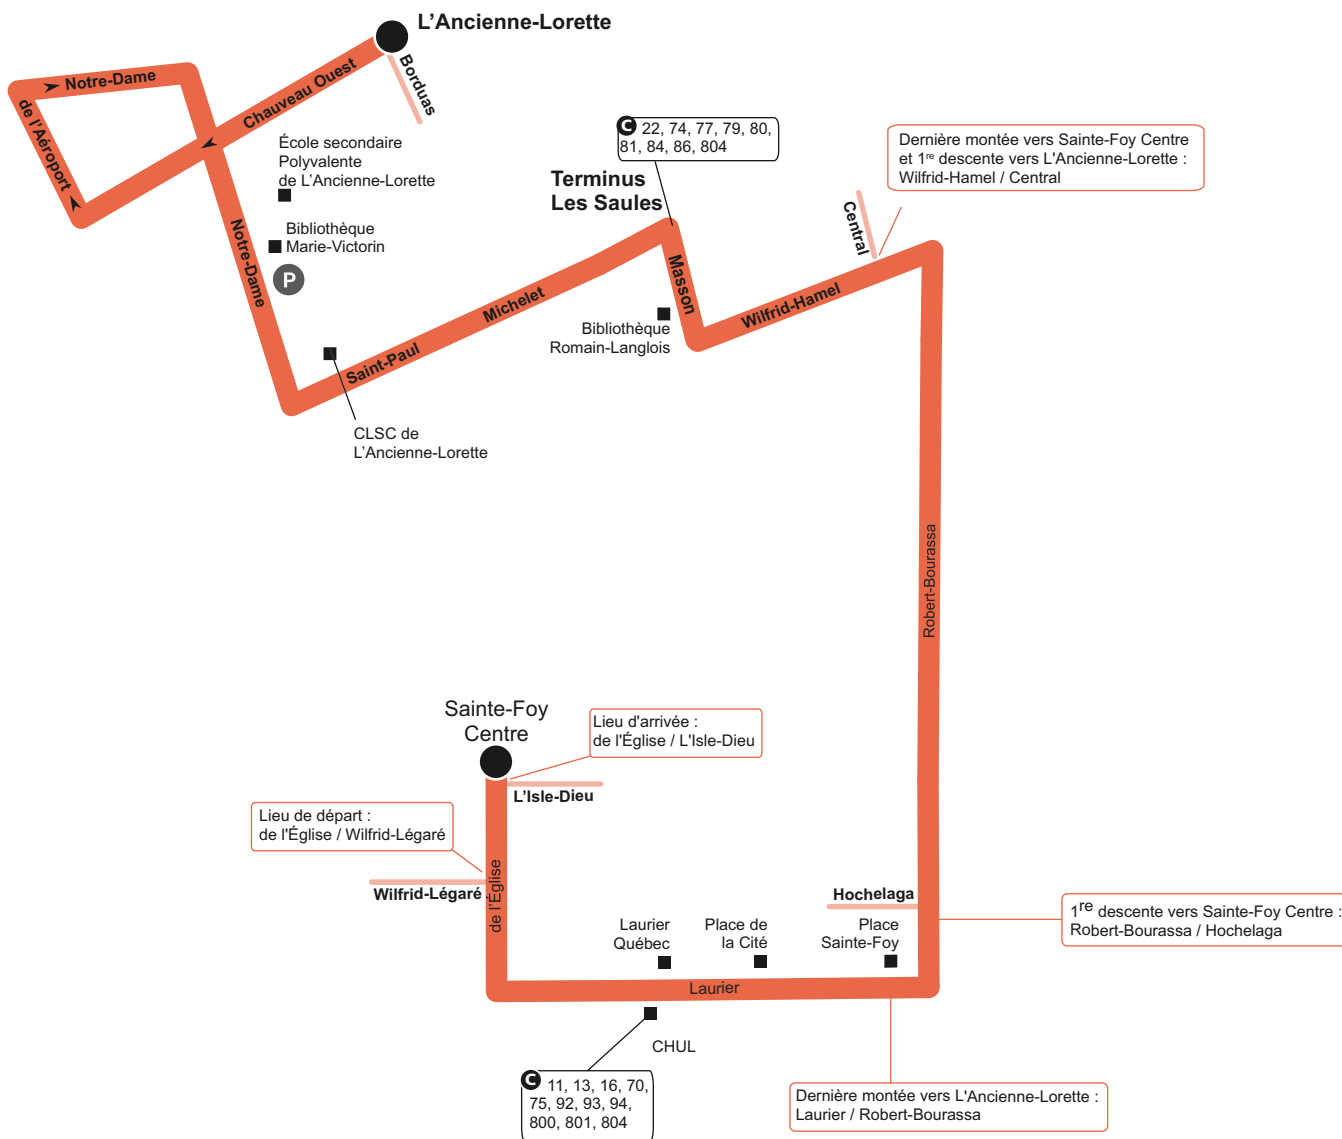 L'Ancienne-Lorette
Borduas
Chauveau Ouest
Notre-Dame
de l'Aéroport
École secondaire
Polyvalente
de L'Ancienne-Lorette
Bibliothèque
Marie-Victorin
P
Notre-Dame
Saint-Paul
Michelet
CLSC de
L'Ancienne-Lorette
C 22, 74, 77, 79, 80,
81, 84, 86, 804
Terminus
Les Saules
Masson
Bibliothèque
Romain-Langlois
Wilfrid-Hamel
Central
Dernière montée vers Sainte-Foy Centre
et 1re descente vers L'Ancienne-Lorette :
Wilfrid-Hamel / Central
Robert-Bourassa
Sainte-Foy
Centre
Lieu d'arrivée :
de l'Église / L'Isle-Dieu
L'Isle-Dieu
Lieu de départ :
de l'Église / Wilfrid-Légaré
Wilfrid-Légaré
de l'Église
Hochelaga
1re descente vers Sainte-Foy Centre :
Robert-Bourassa / Hochelaga
Laurier
Québec
Place de
la Cité
Place
Sainte-Foy
Laurier
CHUL
C 11, 13, 16, 70,
75, 92, 93, 94,
800, 801, 804
Dernière montée vers L'Ancienne-Lorette :
Laurier / Robert-Bourassa